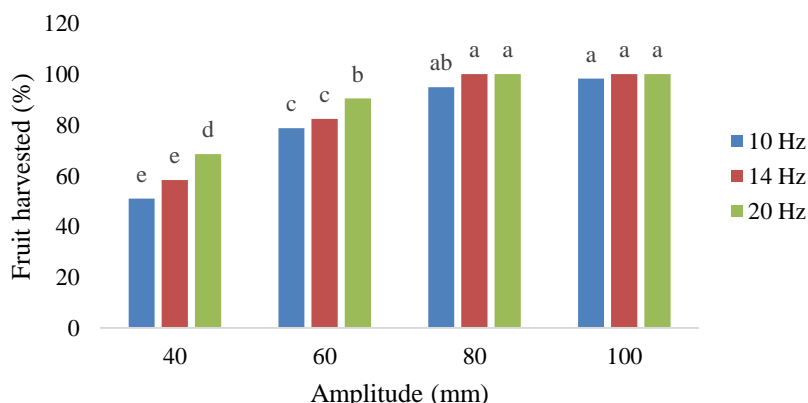 Fruit harvested (%)
120
100
80
60
40
20
0
e e d
c c b
ab a a
a a a
40 60 80 100
Amplitude (mm)
10 Hz
14 Hz
20 Hz